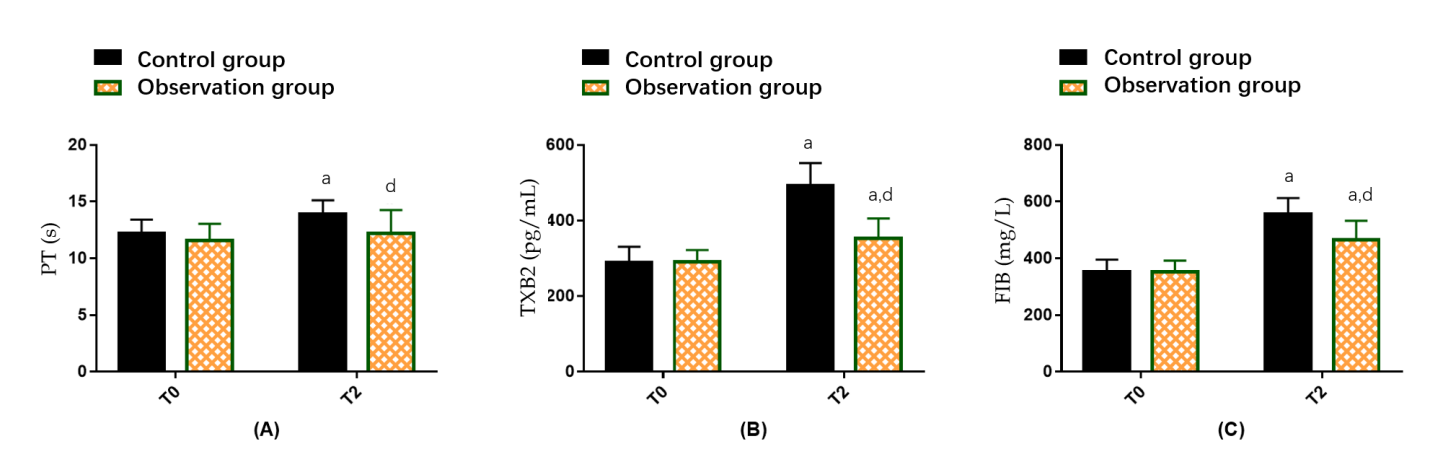 Control group
Observation group
20
15
10
5
0
PT (s)
a
d
T0
T2
(A)
Control group
Observation group
600
400
200
0
TXB2 (pg/mL)
a
a,d
T0
T2
(B)
Control group
Observation group
800
600
400
200
0
FIB (mg/L)
a
a,d
T0
T2
(C)